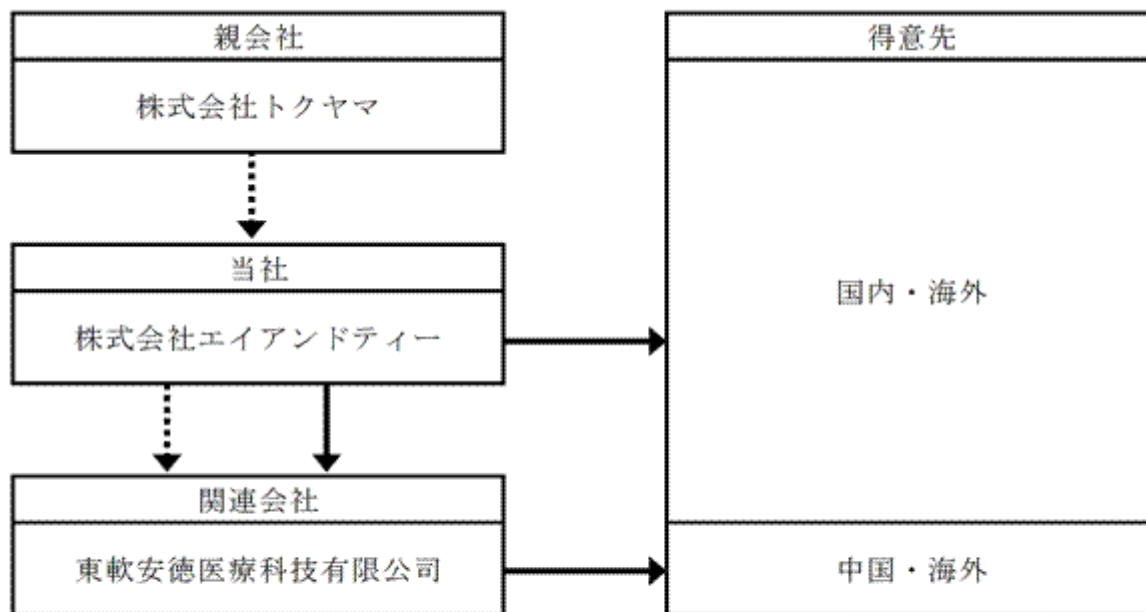 親会社
株式会社トクヤマ
当社
株式会社エイアンドティー
関連会社
東軟安徳医療科技有限公司
得意先
国内・海外
中国・海外